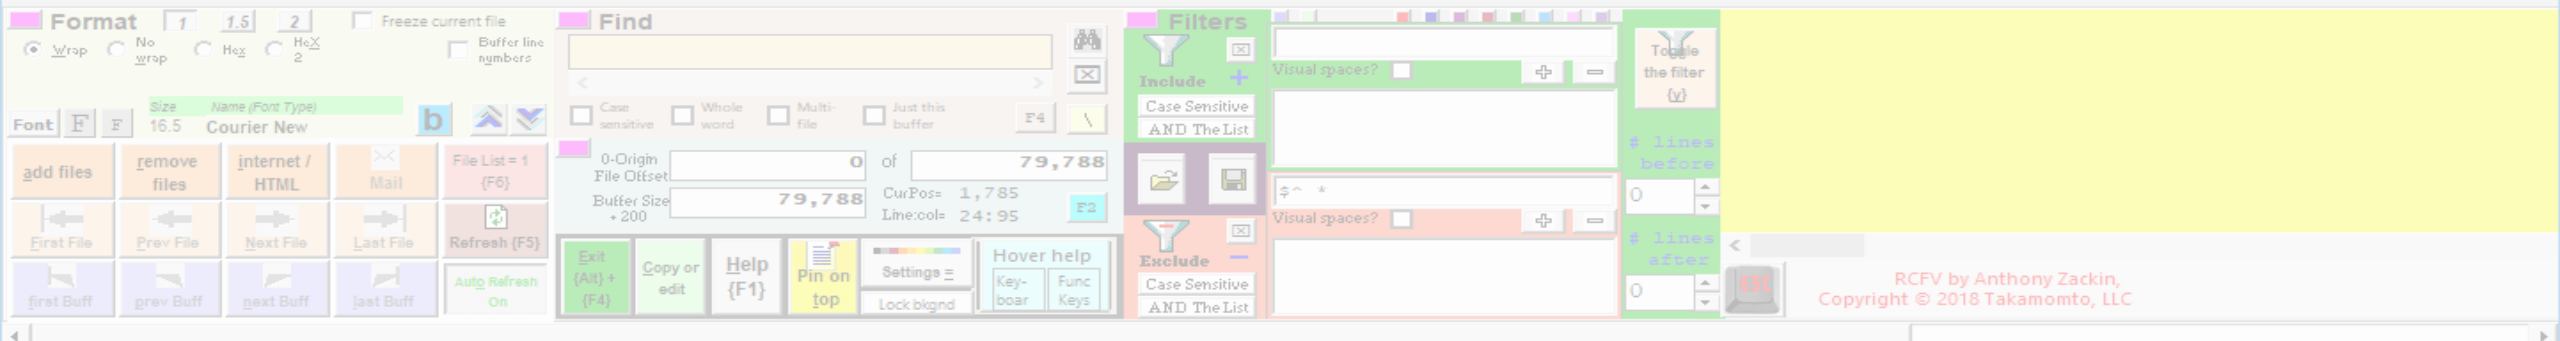 Format 1 1.5 2 Freeze current file
Wrap No wrap Hex HeX 2 Buffer line numbers
Size Name (Font Type)
Font F F 16.5 Courier New b
add files remove files internet / HTML Mail File List = 1 {F6}
First File Prev File Next File Last File Refresh {F5}
first Buff prev Buff next Buff last Buff Auto Refresh On
Find
< >
Case sensitive Whole word Multi-file Just this buffer F4 \
0-Origin File Offset 0 of 79,788
Buffer Size + 200 79,788 CurPos= 1,785
Line:col= 24:95 F2
Exit {Alt} + {F4} Copy or edit Help {F1} Pin on top Settings = Lock bkgnd
Hover help
Key-boar Func Keys
Filters
Include +
Case Sensitive
AND The List
Visual spaces? + −
$^ *
Visual spaces? + −
Exclude −
Case Sensitive
AND The List
Toggle the filter {v}
# lines before
0
# lines after
0
<
ESC
RCFV by Anthony Zackin,
Copyright © 2018 Takamomto, LLC